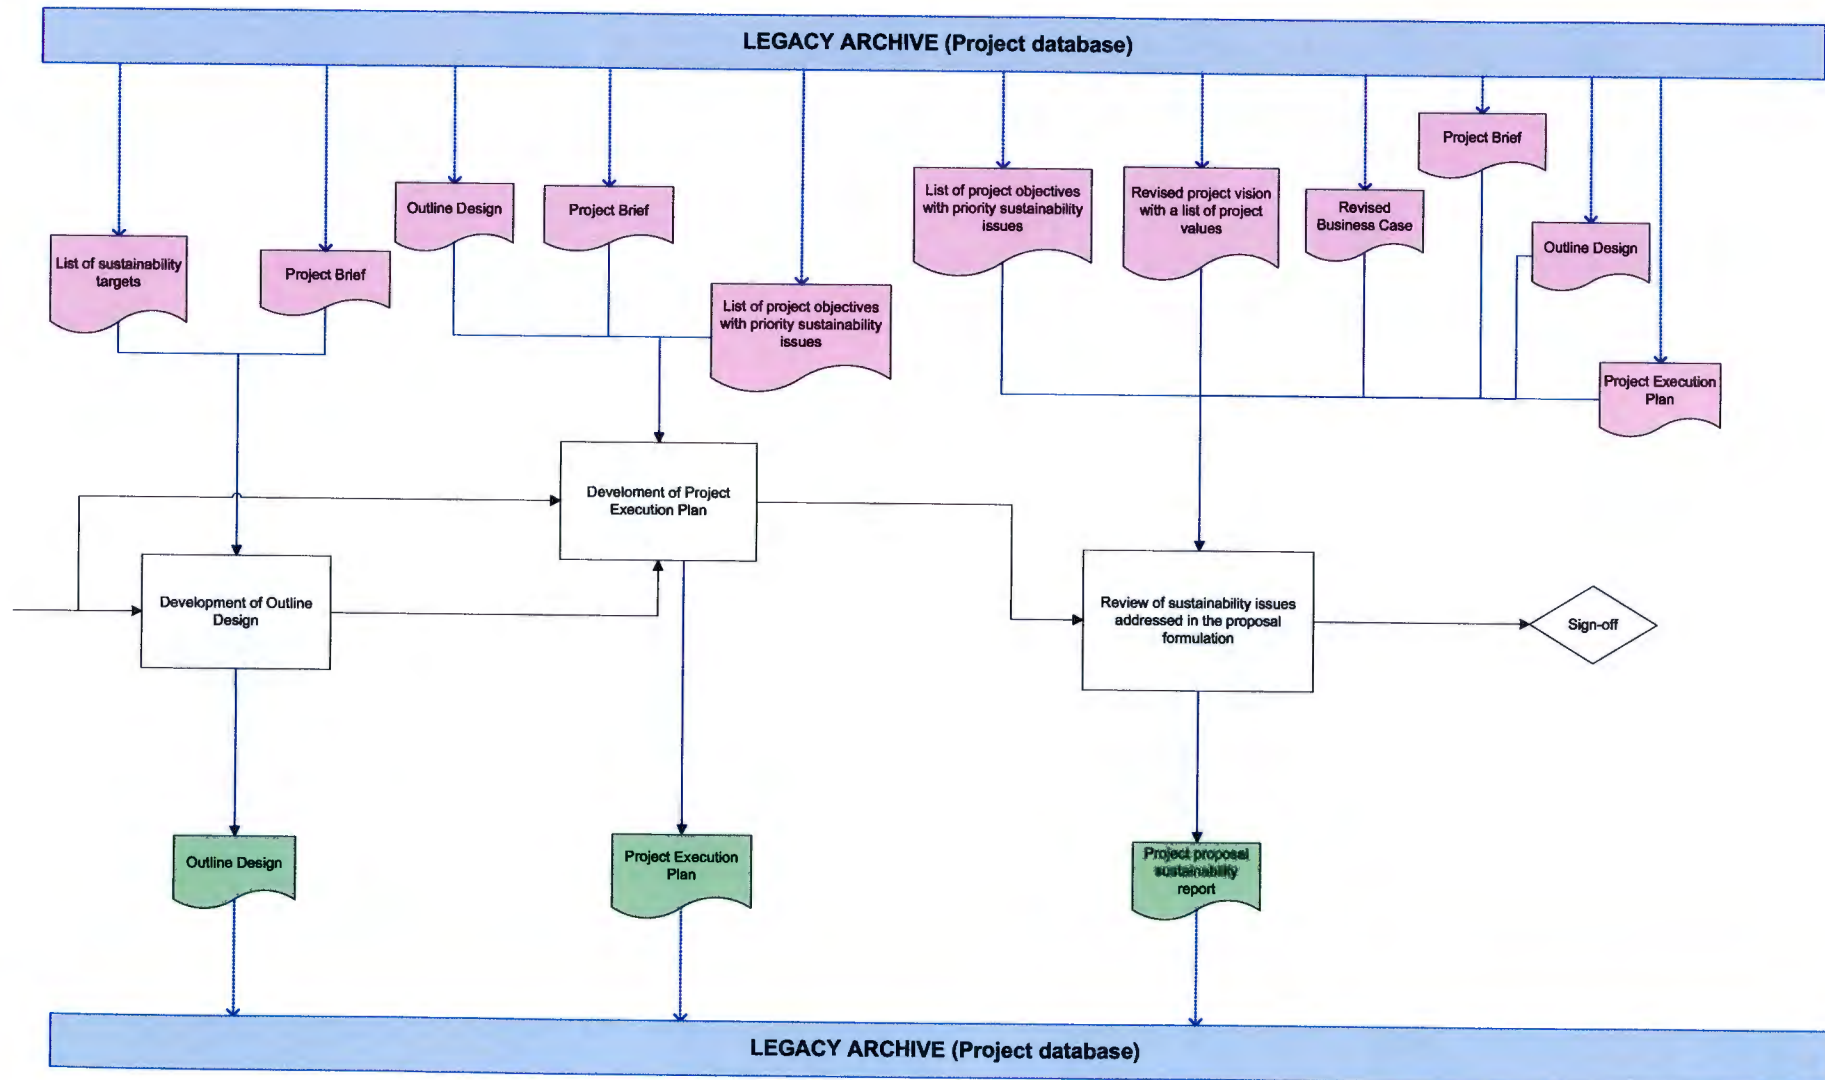 LEGACY ARCHIVE (Project database)
List of sustainability
targets
Project Brief
Outline Design
Project Brief
List of project objectives
with priority sustainability
issues
List of project objectives
with priority sustainability
issues
Revised project vision
with a list of project
values
Revised
Business Case
Project Brief
Outline Design
Project Execution
Plan
Develoment of Project
Execution Plan
Development of Outline
Design
Review of sustainability issues
addressed in the proposal
formulation
Sign-off
Outline Design
Project Execution
Plan
Project proposal
sustainability
report
LEGACY ARCHIVE (Project database)